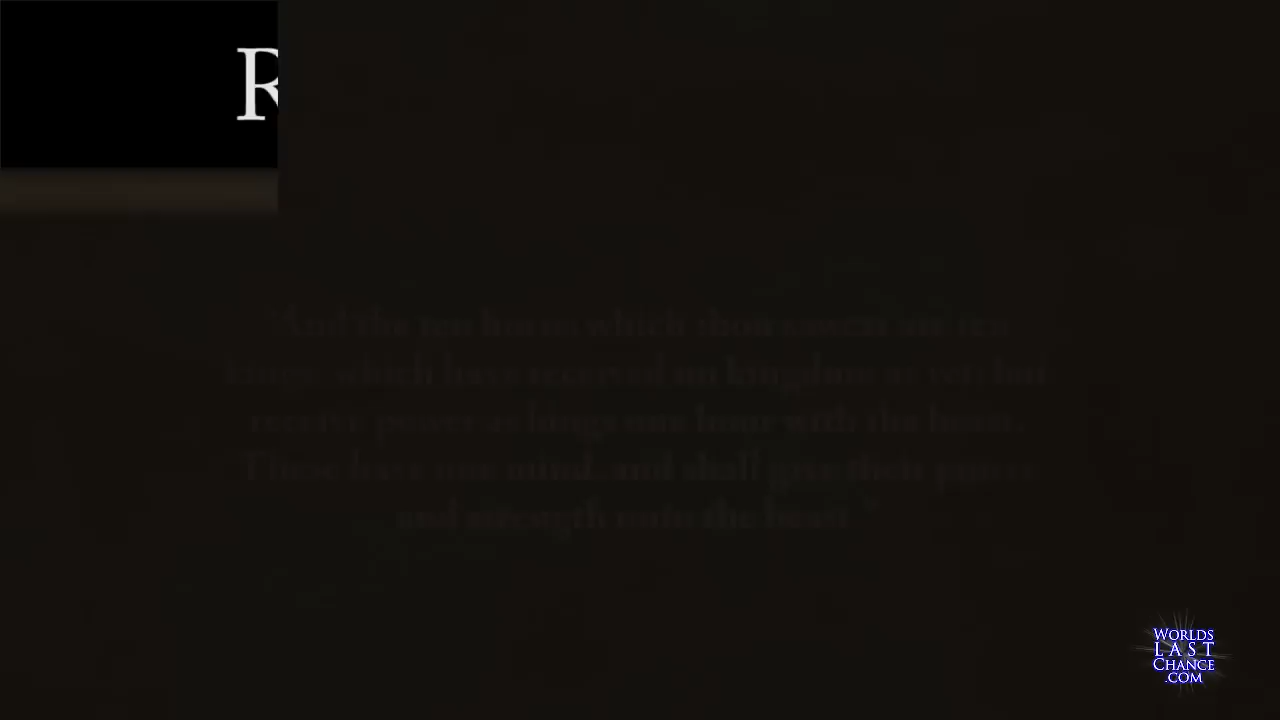 R
"And the ten horns which thou sawest are ten
kings, which have received no kingdom as yet; but
receive power as kings one hour with the beast.
These have one mind, and shall give their power
and strength unto the beast."
WORLDS
LAST
CHANCE
.COM